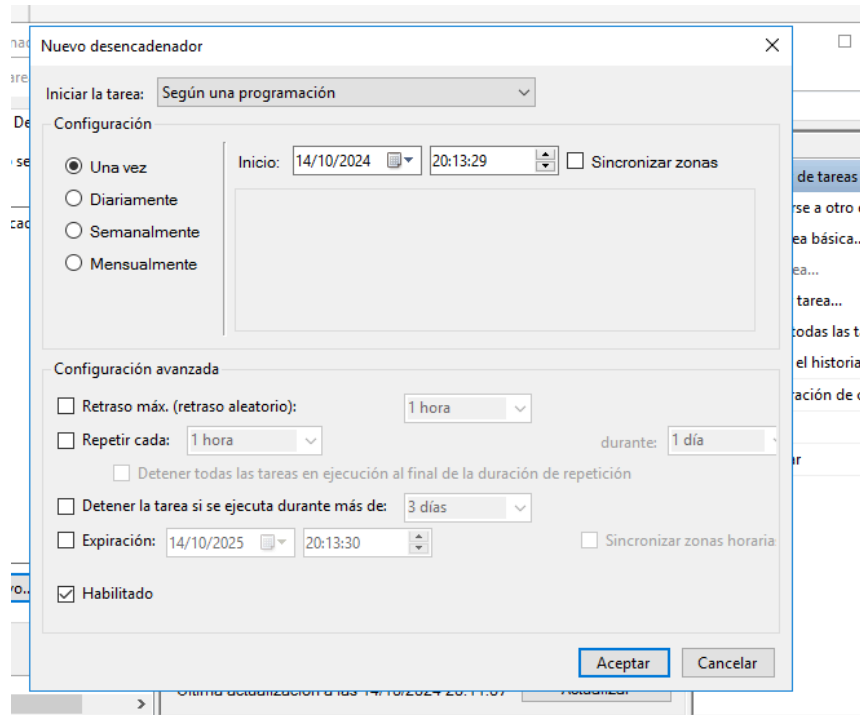 Nuevo desencadenador
Iniciar la tarea: Según una programación
Configuración
Una vez
Inicio: 14/10/2024 20:13:29 Sincronizar zonas
Diariamente
Semanalmente
Mensualmente
Configuración avanzada
Retraso máx. (retraso aleatorio): 1 hora
Repetir cada: 1 hora durante: 1 día
Detener todas las tareas en ejecución al final de la duración de repetición
Detener la tarea si se ejecuta durante más de: 3 días
Expiración: 14/10/2025 20:13:30 Sincronizar zonas horaria
Habilitado
Aceptar Cancelar
de tareas
rse a otro
ea básica..
ea...
tarea...
todas las t
el historia
ración de